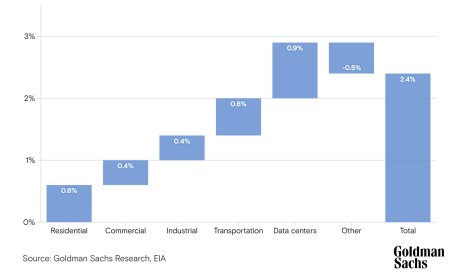 3%
0.9%
-0.5%
2.4%
2%
0.6%
0.4%
1%
0.4%
0.6%
0%
Residential Commercial Industrial Transportation Data centers Other Total
Source: Goldman Sachs Research, EIA
Goldman
Sachs